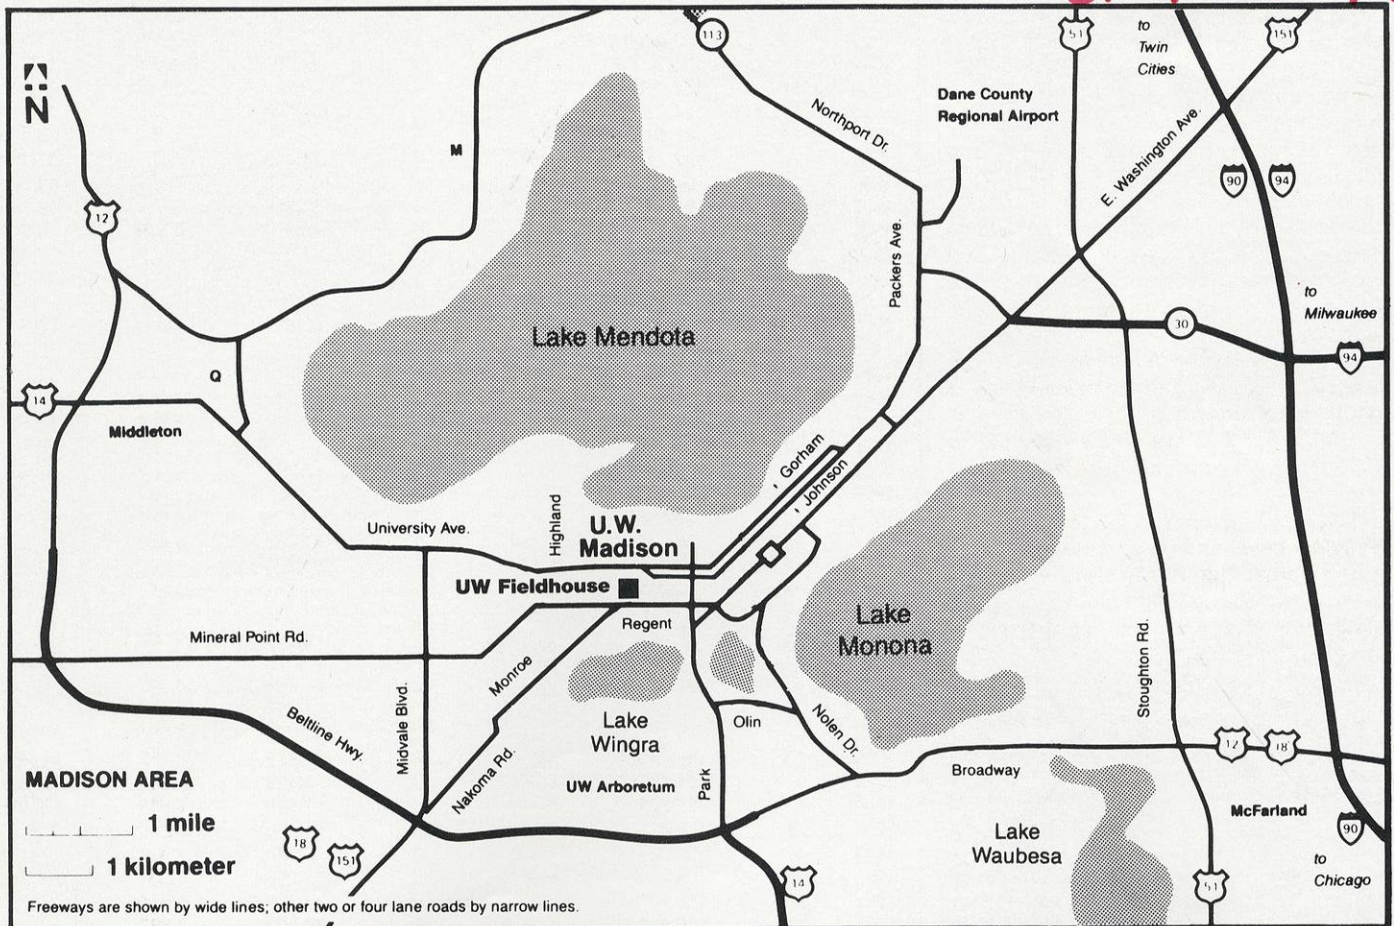 113
51
to
Twin
Cities
151
N
Dane County
Regional Airport
Northport Dr.
E. Washington Ave.
M
90
94
12
Packers Ave.
to
Milwaukee
30
Lake Mendota
94
Q
14
Middleton
Gorham
Johnson
University Ave.
Highland
U.W.
Madison
UW Fieldhouse
Lake
Monona
Regent
Mineral Point Rd.
Monroe
Stoughton Rd.
Midvale Blvd.
Beltline Hwy.
Lake
Wingra
Olin
Nolen Dr.
12
18
Nakoma Rd.
UW Arboretum
Park
Broadway
MADISON AREA
1 mile
McFarland
90
18
151
Lake
Waubesa
1 kilometer
to
Chicago
14
51
Freeways are shown by wide lines; other two or four lane roads by narrow lines.